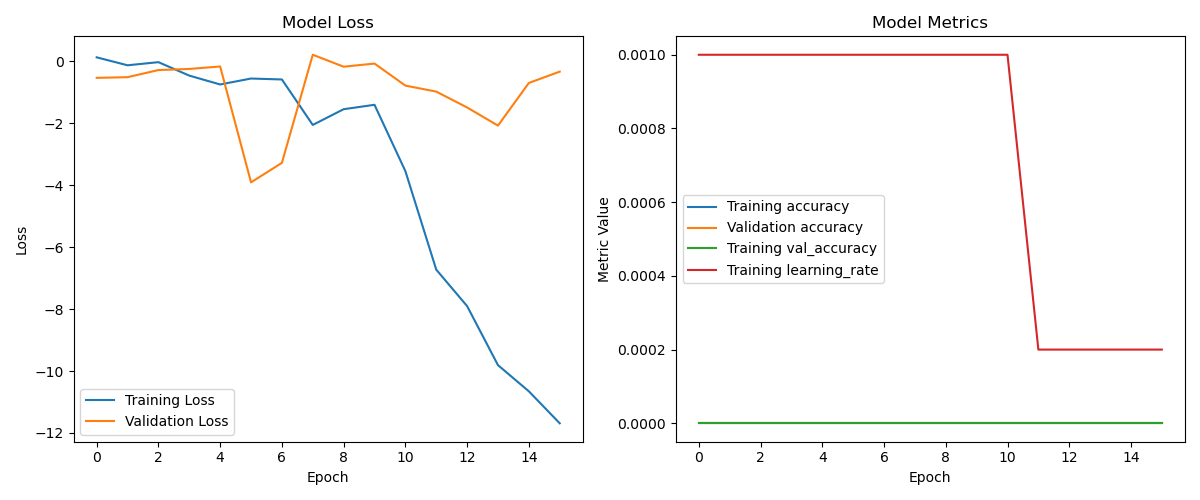 Model Loss
Loss
0
−2
−4
−6
−8
−10
−12
Training Loss
Validation Loss
0 2 4 6 8 10 12 14
Epoch
Model Metrics
Metric Value
0.0010
0.0008
0.0006
0.0004
0.0002
0.0000
Training accuracy
Validation accuracy
Training val_accuracy
Training learning_rate
0 2 4 6 8 10 12 14
Epoch